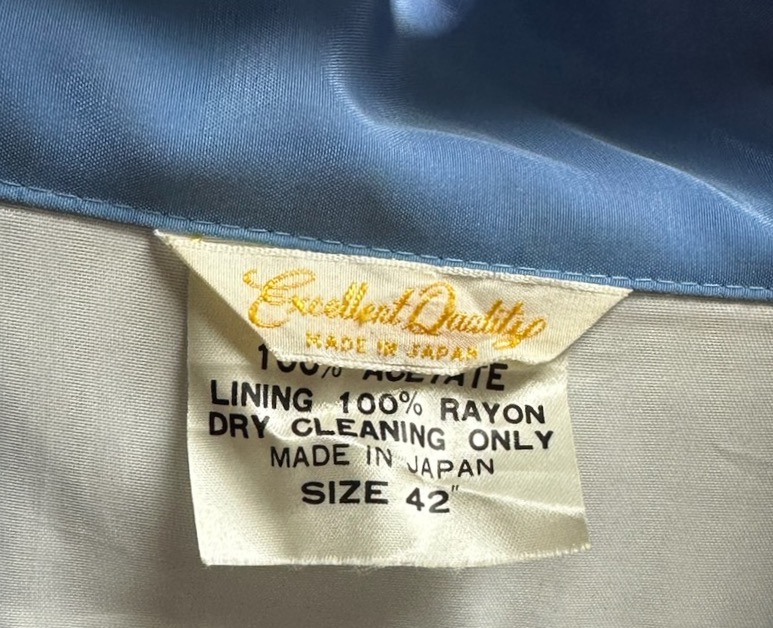 Excellent Quality
MADE IN JAPAN
100% ACETATE
LINING 100% RAYON
DRY CLEANING ONLY
MADE IN JAPAN
SIZE 42"